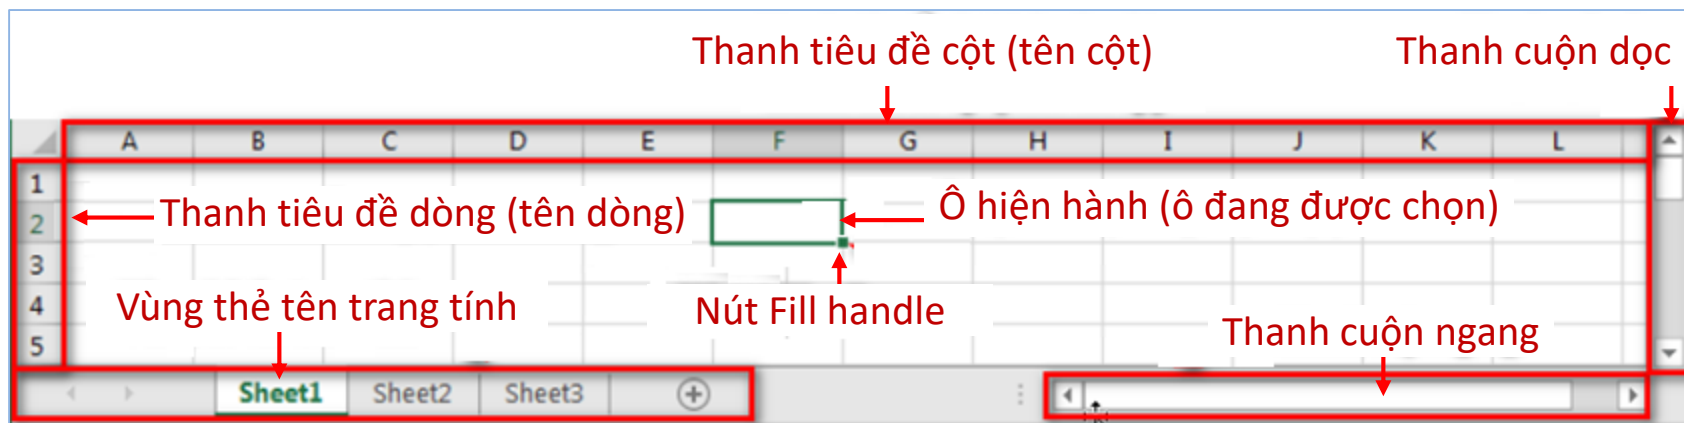 Thanh tiêu đề cột (tên cột)
Thanh cuộn dọc
A B C D E F G H I J K L
1
Thanh tiêu đề dòng (tên dòng)
Ô hiện hành (ô đang được chọn)
2
3
Vùng thẻ tên trang tính
Nút Fill handle
4
Thanh cuộn ngang
5
Sheet1 Sheet2 Sheet3